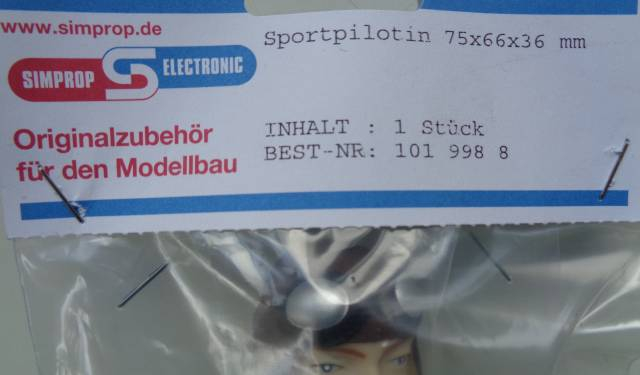 www.simprop.de
SIMPROP ELECTRONIC
Originalzubehör
für den Modellbau
Sportpilotin 75x66x36 mm
INHALT : 1 Stück
BEST-NR: 101 998 8